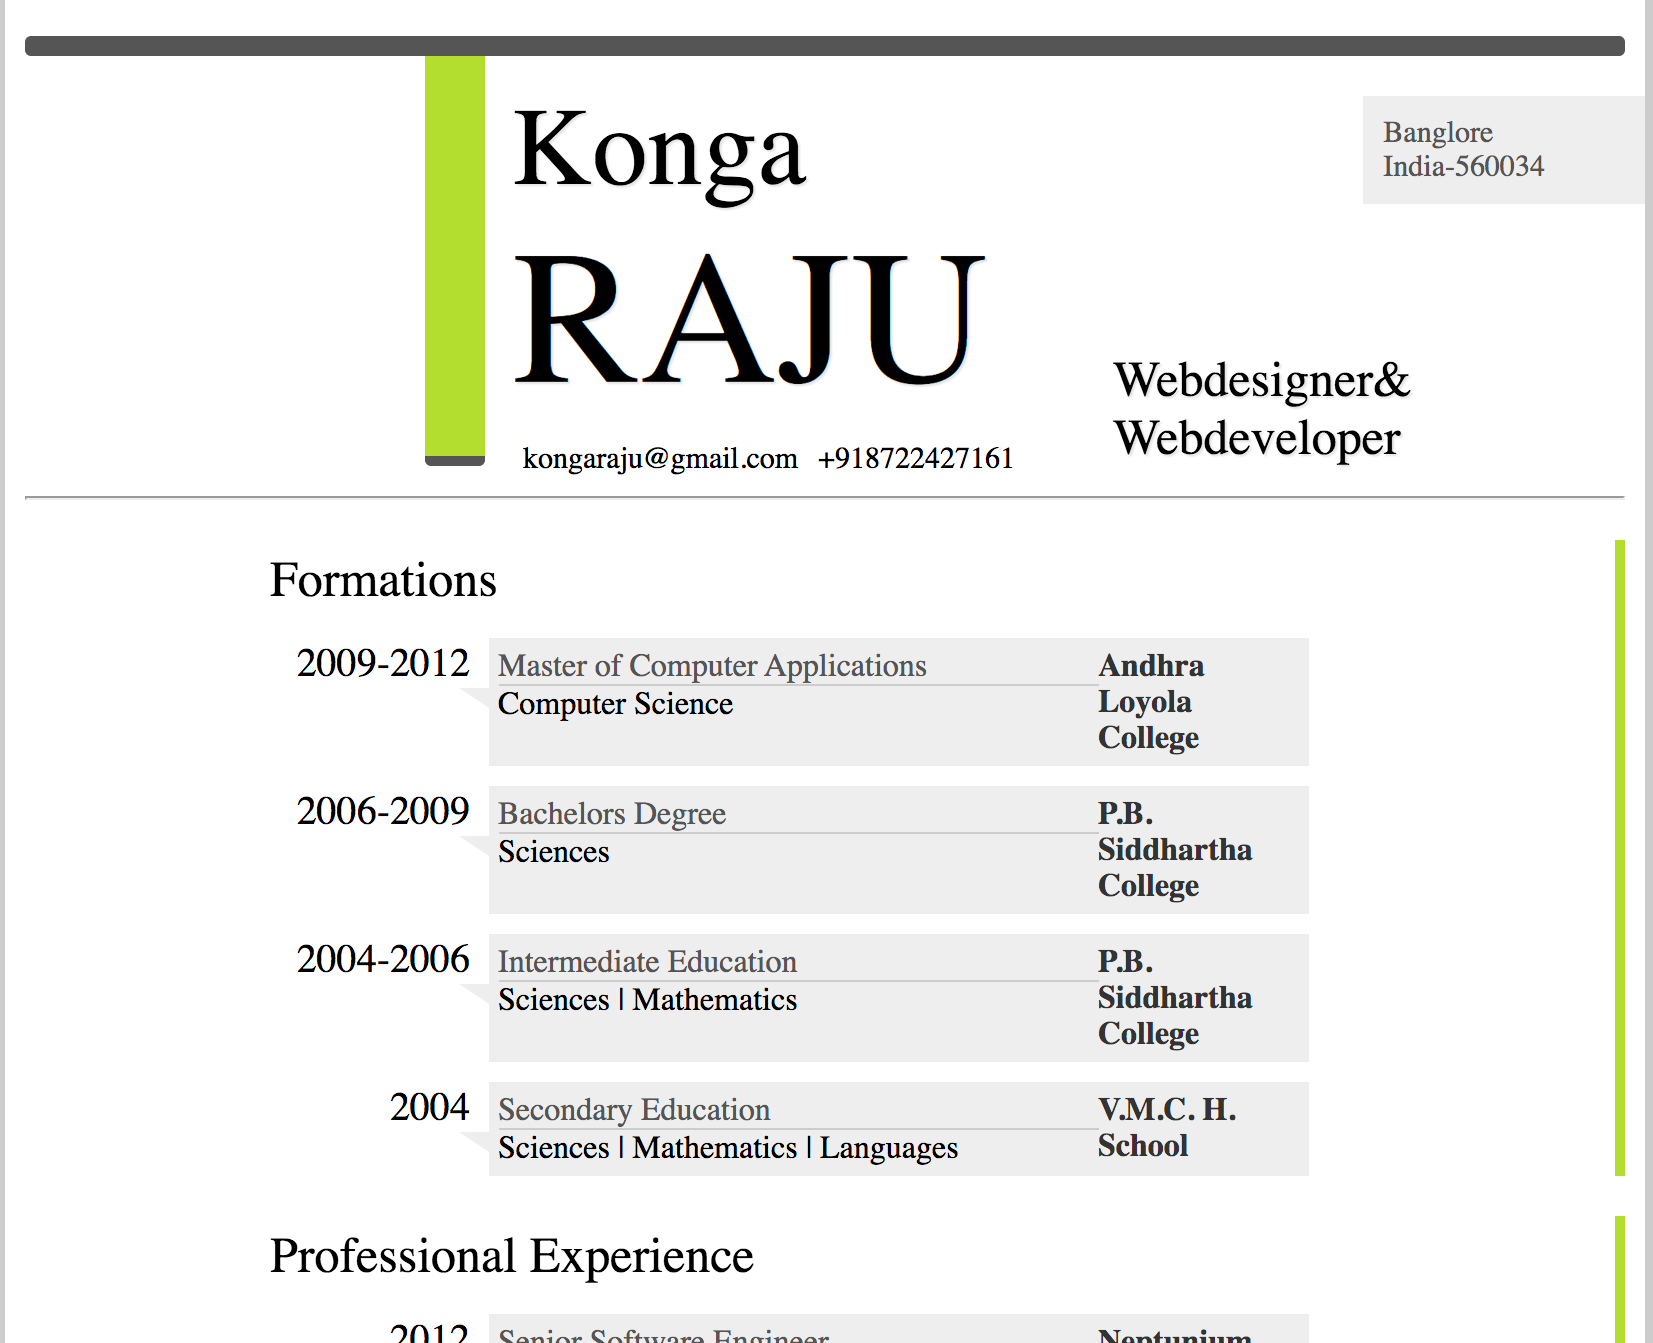 Konga
RAJU
Banglore
India-560034
Webdesigner&
Webdeveloper
kongaraju@gmail.com +918722427161
Formations
2009-2012 Master of Computer Applications Andhra
Computer Science Loyola
College
2006-2009 Bachelors Degree P.B.
Sciences Siddhartha
College
2004-2006 Intermediate Education P.B.
Sciences | Mathematics Siddhartha
College
2004 Secondary Education V.M.C. H.
Sciences | Mathematics | Languages School
Professional Experience
2012 Senior Software Engineer Neptunium